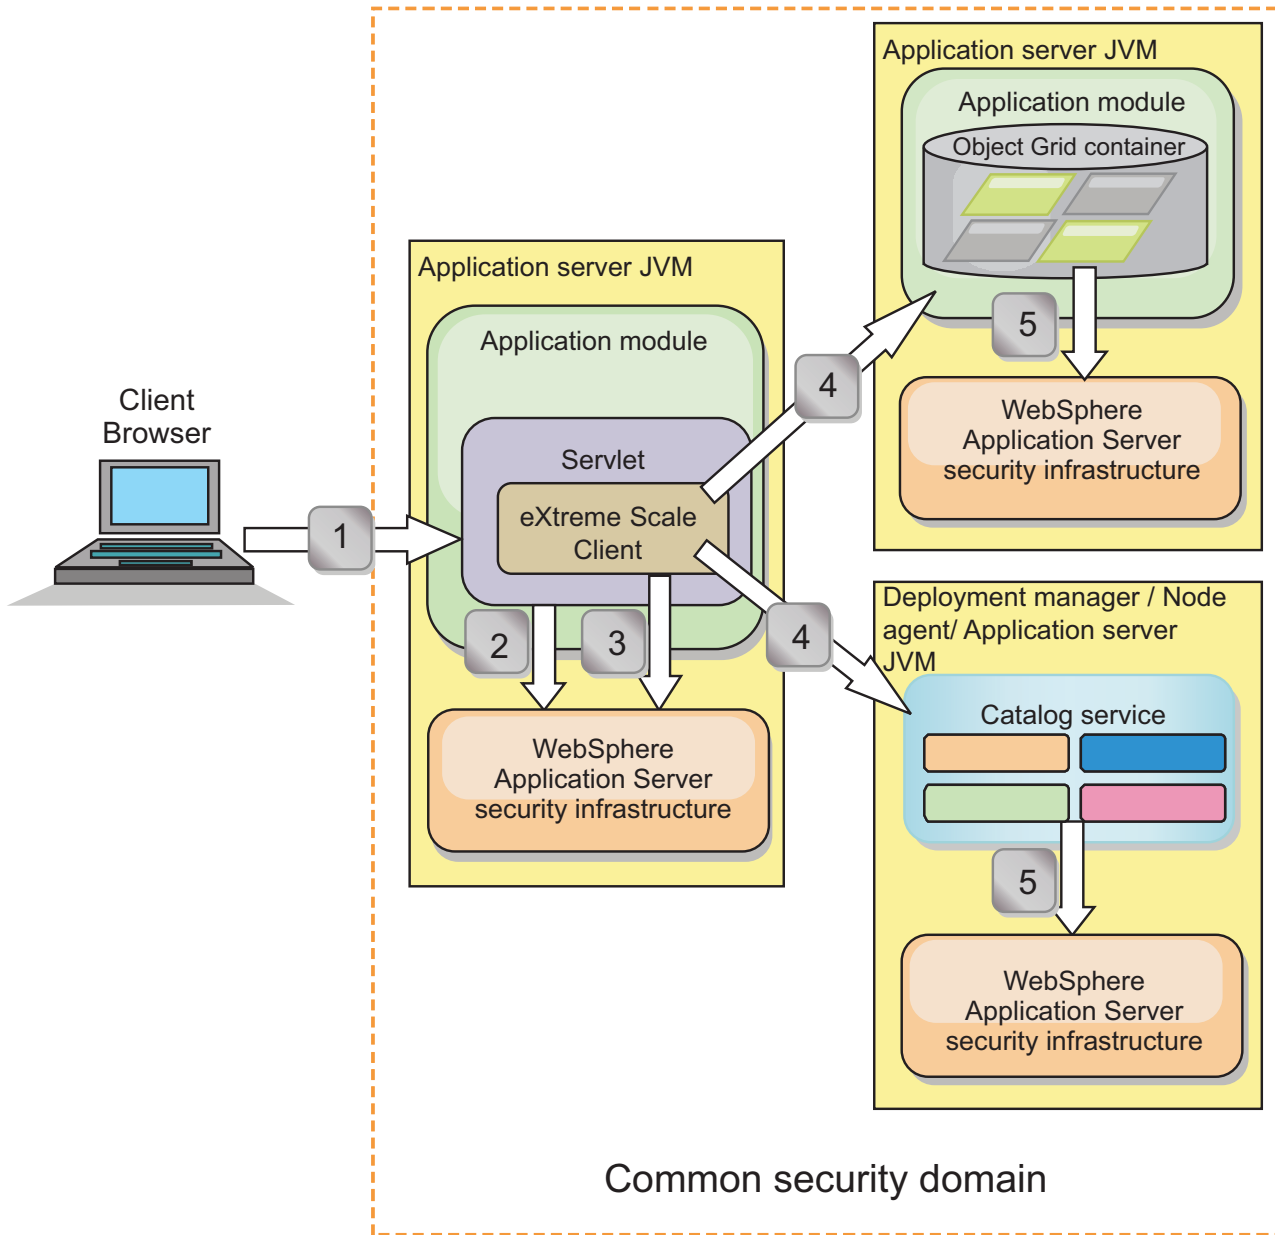 Client
Browser
1
Application server JVM
Application module
Servlet
eXtreme Scale
Client
2
3
WebSphere
Application Server
security infrastructure
4
4
Application server JVM
Application module
Object Grid container
5
WebSphere
Application Server
security infrastructure
Deployment manager / Node
agent/ Application server
JVM
Catalog service
5
WebSphere
Application Server
security infrastructure
Common security domain